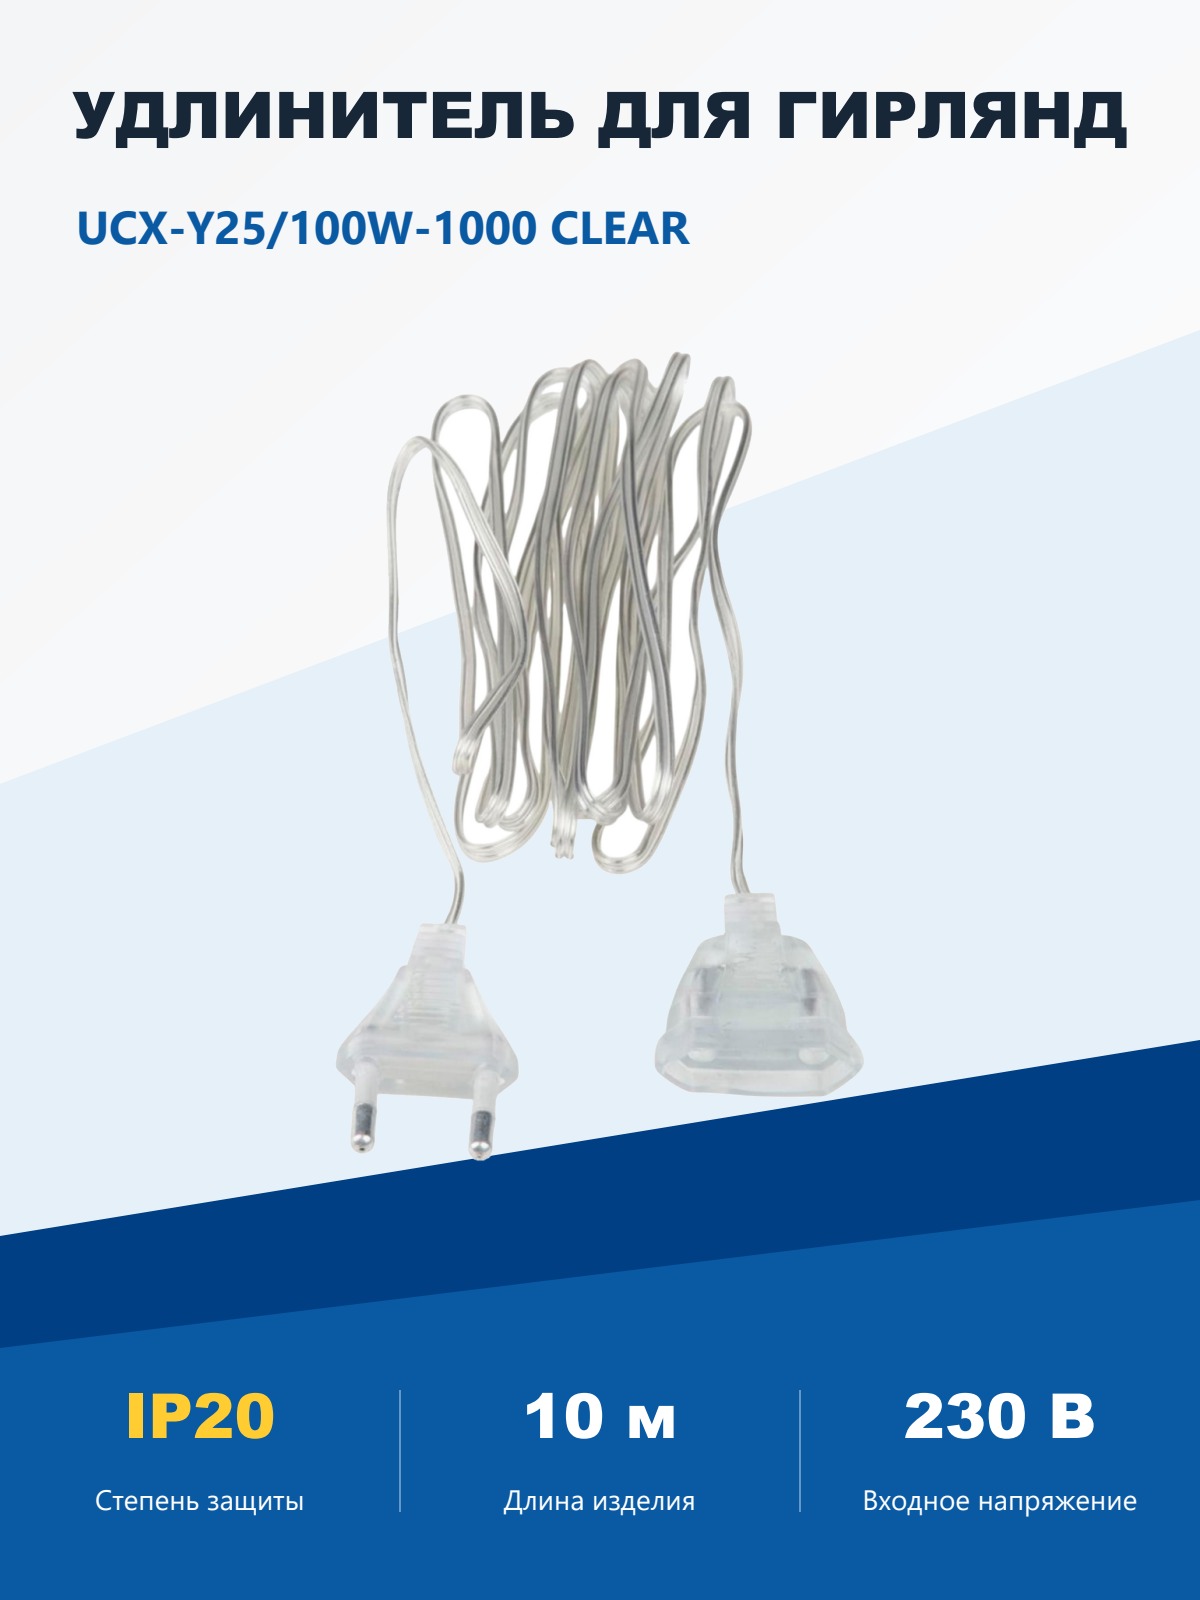 УДЛИНИТЕЛЬ ДЛЯ ГИРЛЯНД
UCX-Y25/100W-1000 CLEAR
IP20
Степень защиты
10 м
Длина изделия
230 В
Входное напряжение